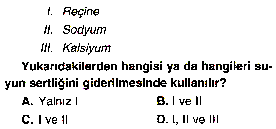 I. Reçine
II. Sodyum
III. Kalsiyum
Yukarıdakilerden hangisi ya da hangileri su-
yun sertliğini giderilmesinde kullanılır?
A. Yalnız I B. I ve II
C. I ve II D. I, II ve III